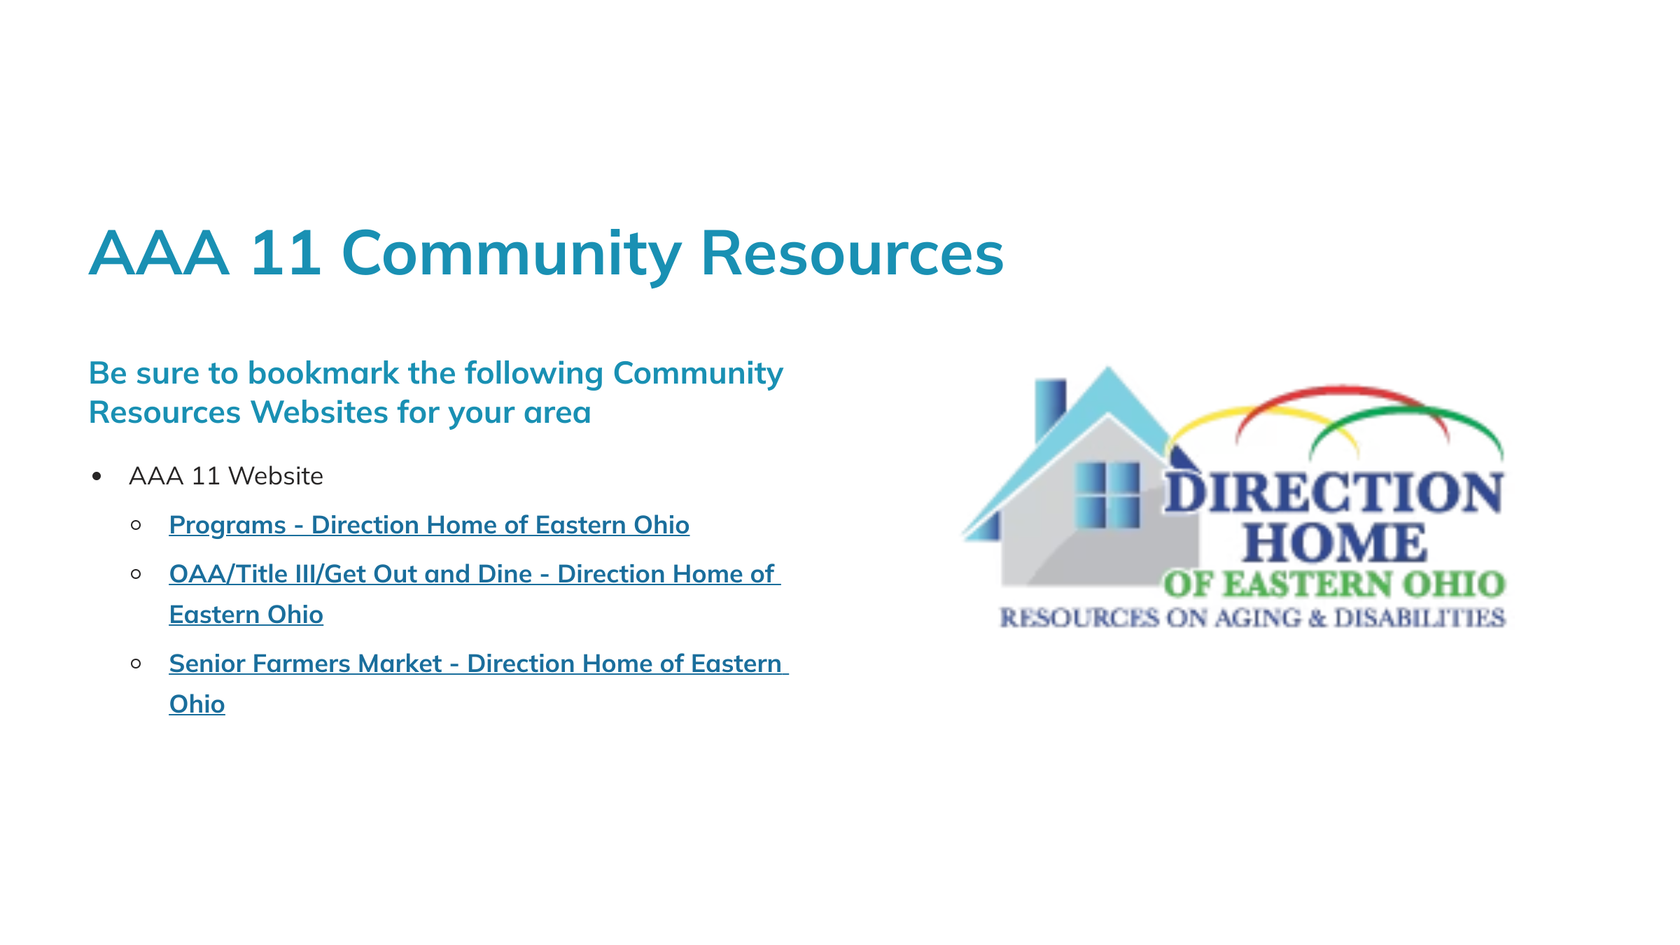 AAA 11 Community Resources
Be sure to bookmark the following Community
Resources Websites for your area
AAA 11 Website
Programs - Direction Home of Eastern Ohio
OAA/Title III/Get Out and Dine - Direction Home of
Eastern Ohio
Senior Farmers Market - Direction Home of Eastern
Ohio
DIRECTION
HOME
OF EASTERN OHIO
RESOURCES ON AGING & DISABILITIES